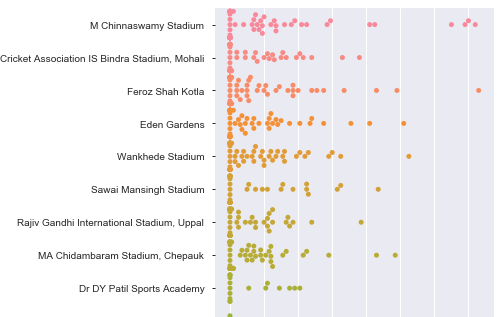 M Chinnaswamy Stadium
Cricket Association IS Bindra Stadium, Mohali
Feroz Shah Kotla
Eden Gardens
Wankhede Stadium
Sawai Mansingh Stadium
Rajiv Gandhi International Stadium, Uppal
MA Chidambaram Stadium, Chepauk
Dr DY Patil Sports Academy